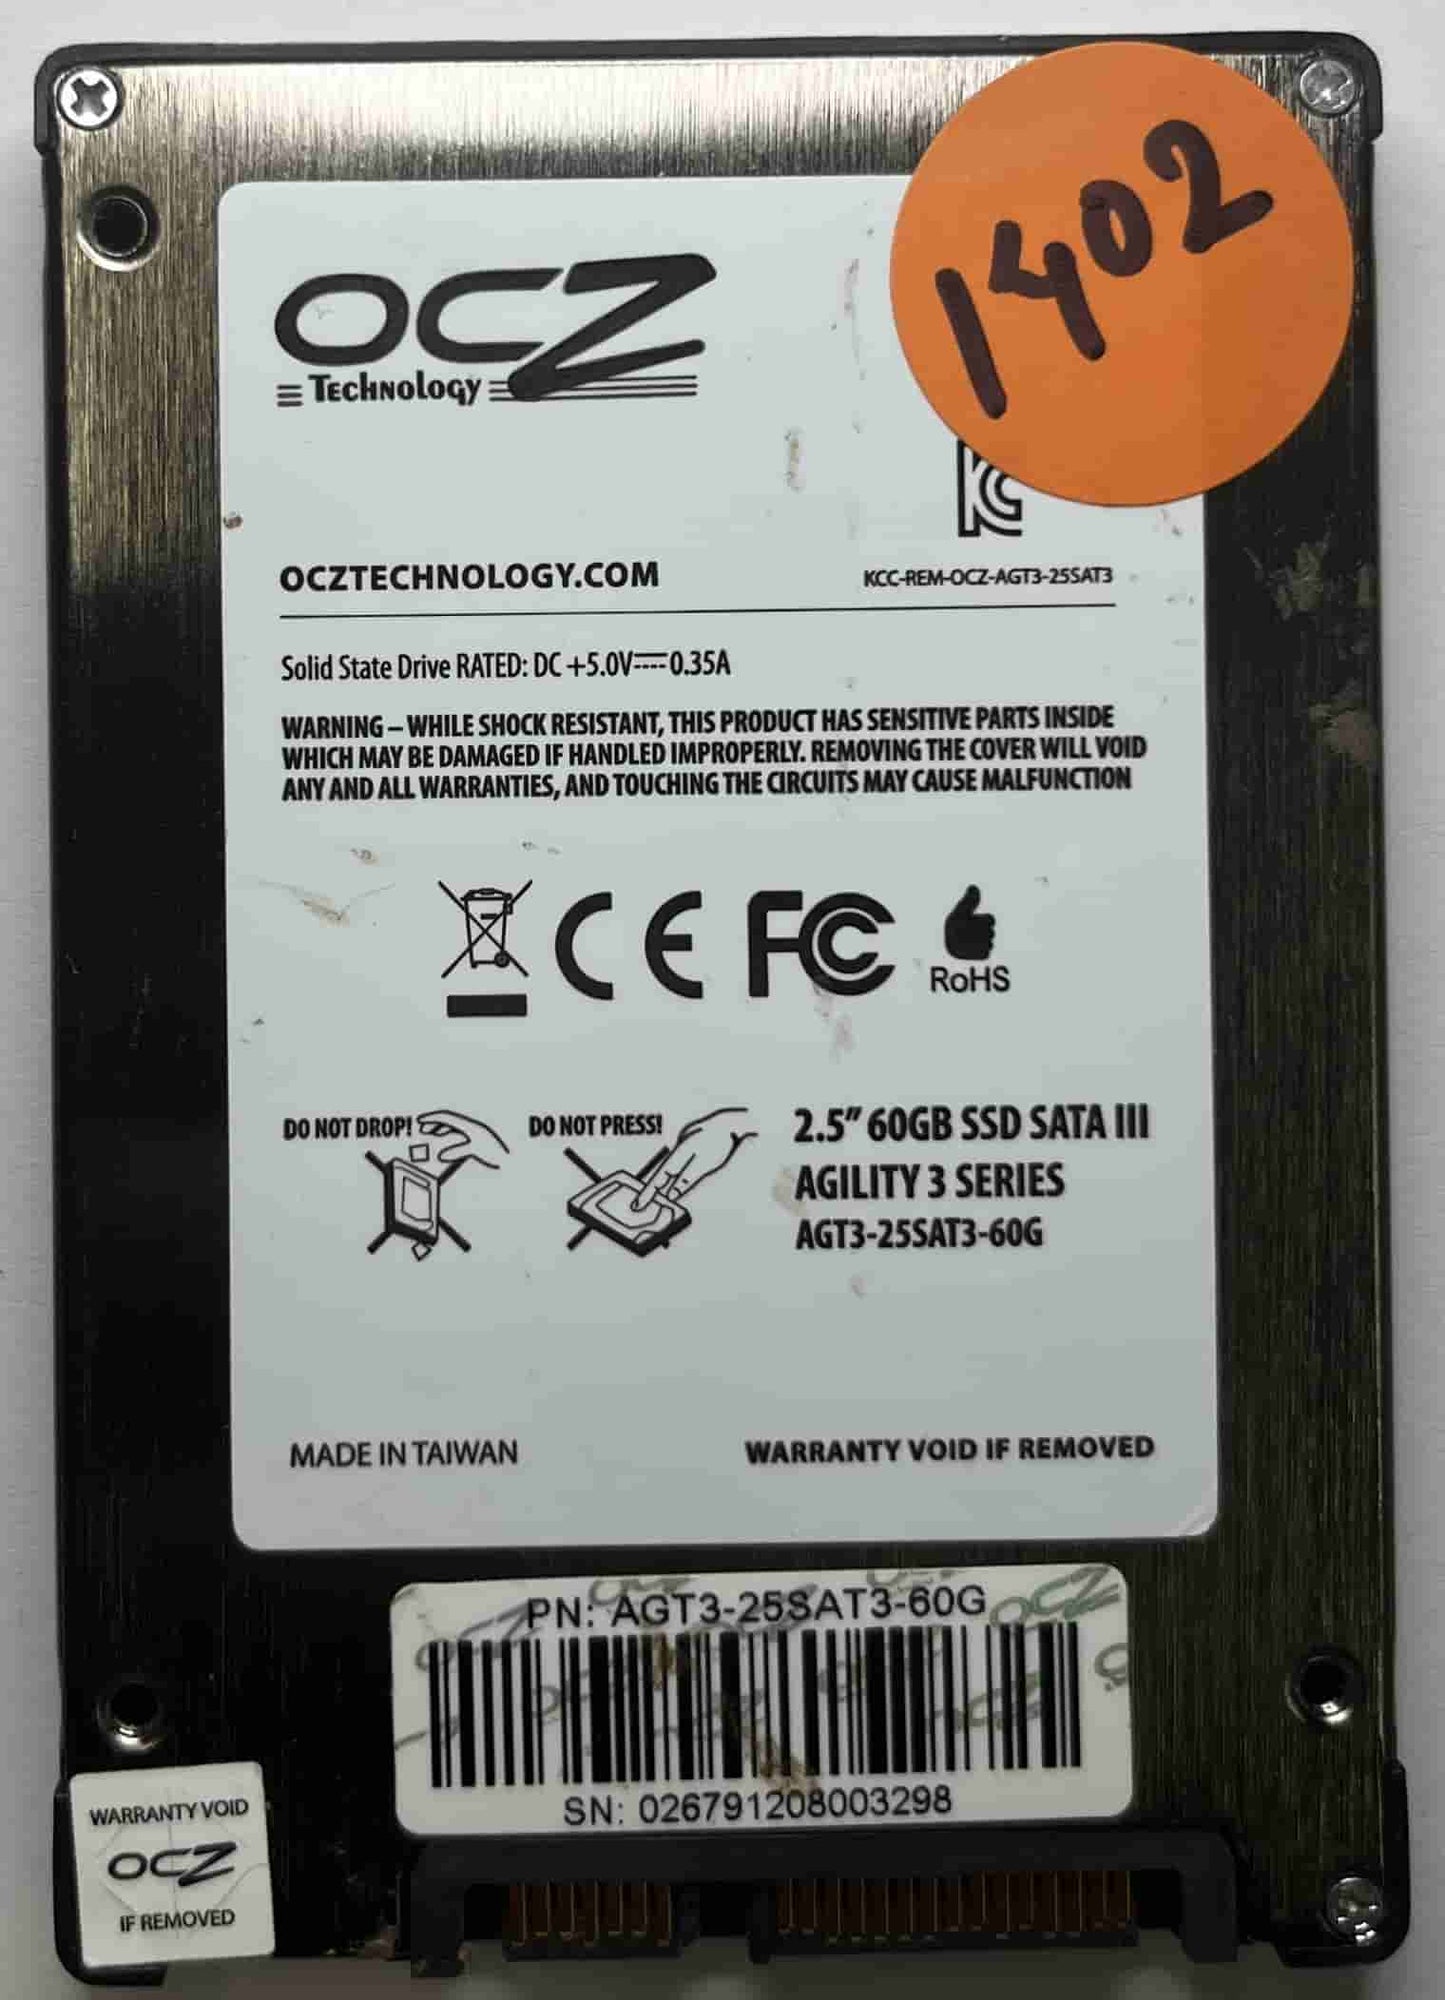 1402
OCZ
Technology
KC
OCZTECHNOLOGY.COM
KCC-REM-OCZ-AGT3-25SAT3
Solid State Drive RATED: DC +5.0V⎓0.35A
WARNING – WHILE SHOCK RESISTANT, THIS PRODUCT HAS SENSITIVE PARTS INSIDE
WHICH MAY BE DAMAGED IF HANDLED IMPROPERLY. REMOVING THE COVER WILL VOID
ANY AND ALL WARRANTIES, AND TOUCHING THE CIRCUITS MAY CAUSE MALFUNCTION
CE FC
RoHS
DO NOT DROP!
DO NOT PRESS!
2.5" 60GB SSD SATA III
AGILITY 3 SERIES
AGT3-25SAT3-60G
MADE IN TAIWAN
WARRANTY VOID IF REMOVED
PN: AGT3-25SAT3-60G
SN: 026791208003298
WARRANTY VOID
OCZ
IF REMOVED